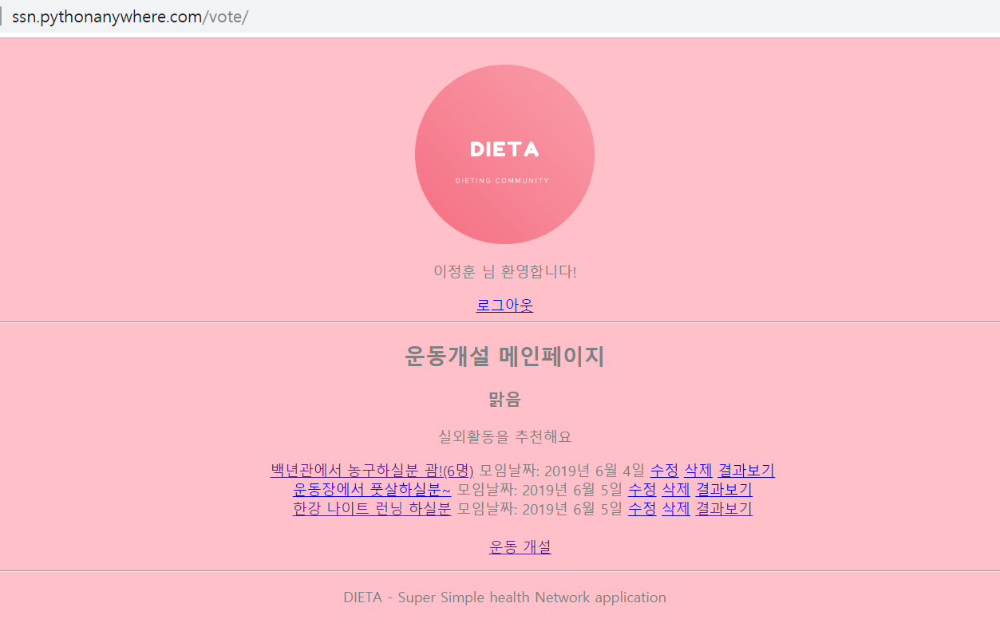 ssn.pythonanywhere.com/vote/
DIETA
DIETING COMMUNITY
이정훈 님 환영합니다!
로그아웃
운동개설 메인페이지
맑음
실외활동을 추천해요
백년관에서 농구하실분 괌!(6명) 모임날짜: 2019년 6월 4일 수정 삭제 결과보기
운동장에서 풋살하실분~ 모임날짜: 2019년 6월 5일 수정 삭제 결과보기
한강 나이트 런닝 하실분 모임날짜: 2019년 6월 5일 수정 삭제 결과보기
운동 개설
DIETA - Super Simple health Network application